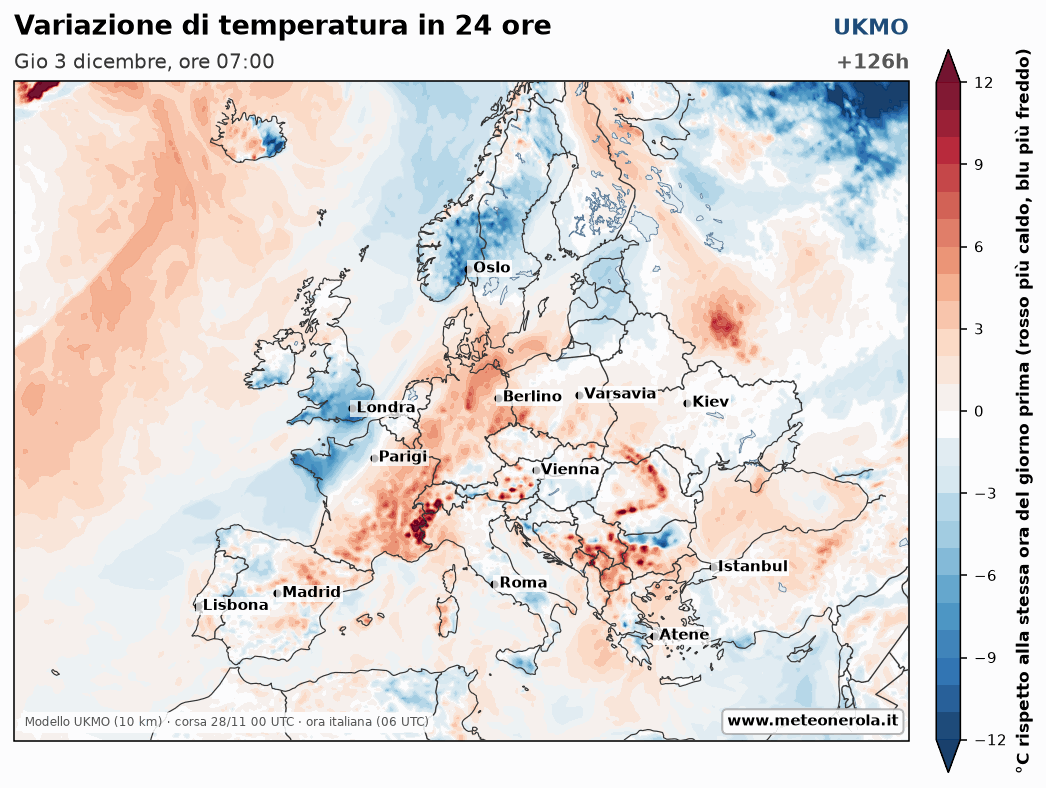 Variazione di temperatura in 24 ore
UKMO
Gio 3 dicembre, ore 07:00
+126h
Oslo
Londra
Berlino
Varsavia
Kiev
Parigi
Vienna
Istanbul
Roma
Madrid
Lisbona
Atene
Modello UKMO (10 km) · corsa 28/11 00 UTC · ora italiana (06 UTC)
www.meteonerola.it
12
9
6
3
0
−3
−6
−9
−12
°C rispetto alla stessa ora del giorno prima (rosso più caldo, blu più freddo)